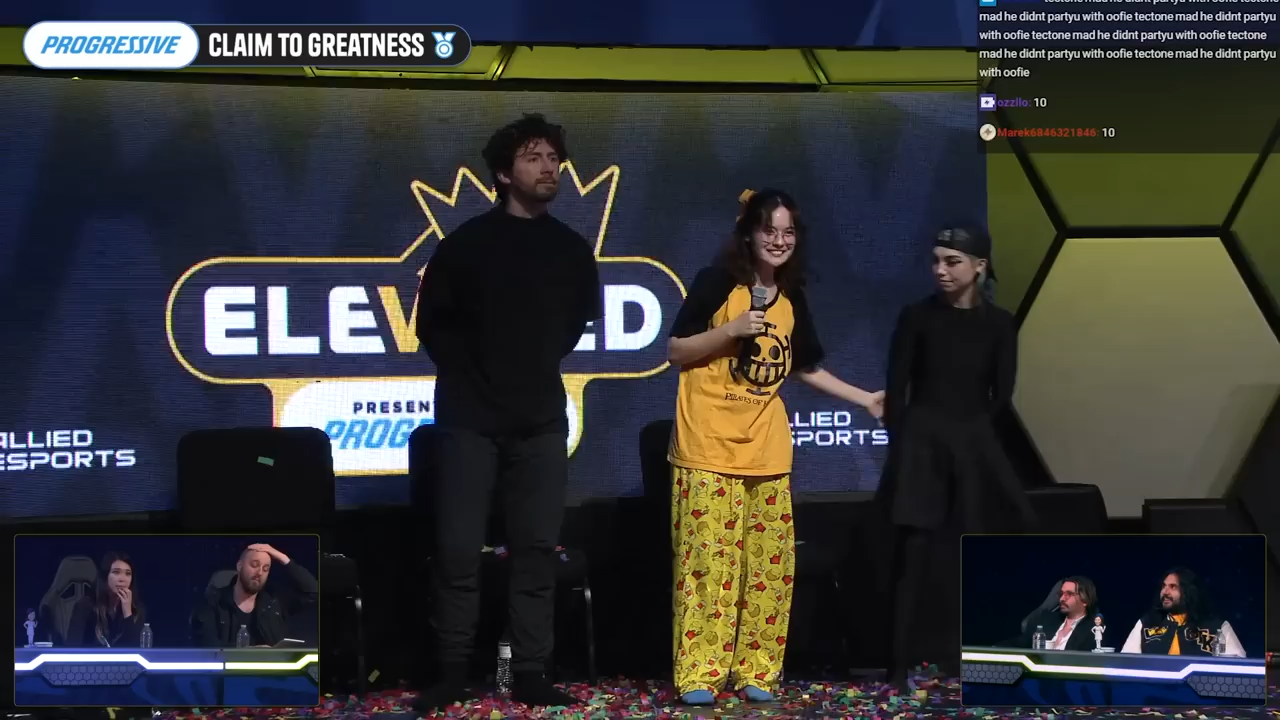 PROGRESSIVE CLAIM TO GREATNESS
tectone mad he didnt partyu with oofie tectone
mad he didnt partyu with oofie tectone mad he didnt partyu
with oofie tectone mad he didnt partyu with oofie tectone
mad he didnt partyu with oofie tectone mad he didnt partyu
with oofie
ozzilo: 10
Marek6846321846: 10
ELEV ED
PRESEN
PROG
ALLIED
ESPORTS
LLIED
SPORTS
PIRATES OF